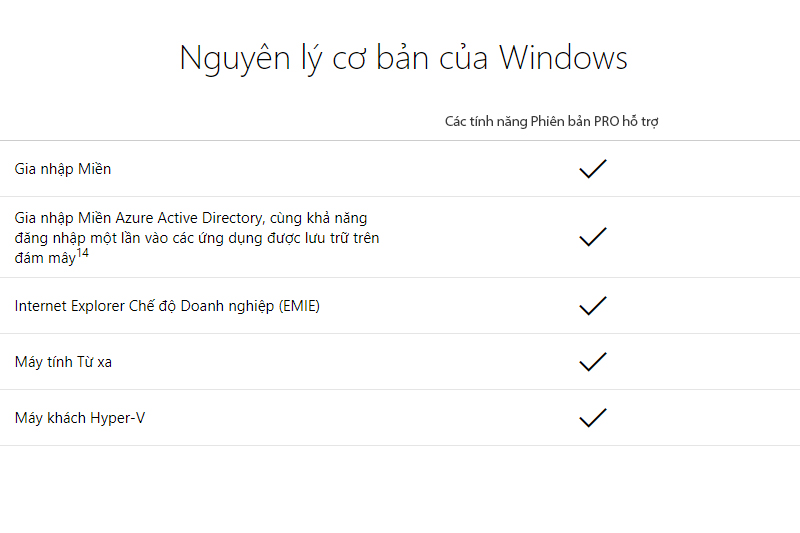 Nguyên lý cơ bản của Windows
Các tính năng Phiên bản PRO hỗ trợ
Gia nhập Miền
Gia nhập Miền Azure Active Directory, cùng khả năng
đăng nhập một lần vào các ứng dụng được lưu trữ trên
đám mây14
Internet Explorer Chế độ Doanh nghiệp (EMIE)
Máy tính Từ xa
Máy khách Hyper-V